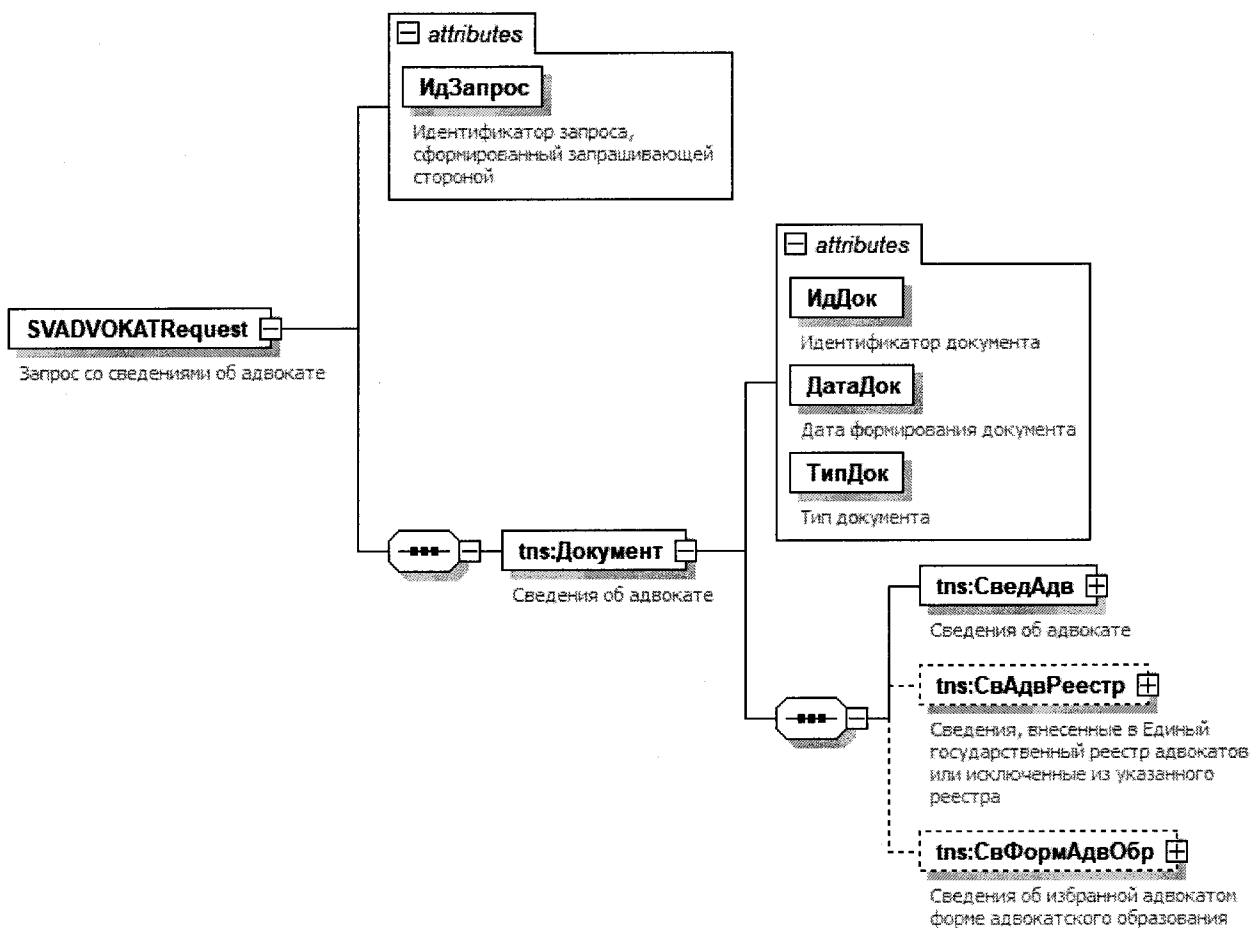 attributes
ИдЗапрос
Идентификатор запроса,
сформированный запрашивающей
стороной
attributes
ИдДок
Идентификатор документа
ДатаДок
Дата формирования документа
ТипДок
Тип документа
SVADVOKATRequest
Запрос со сведениями об адвокате
tns:Документ
Сведения об адвокате
tns:СведАдв
Сведения об адвокате
tns:СвАдвРеестр
Сведения, внесенные в Единый
государственный реестр адвокатов
или исключенные из указанного
реестра
tns:СвФормАдвОбр
Сведения об избранной адвокатом
форме адвокатского образования